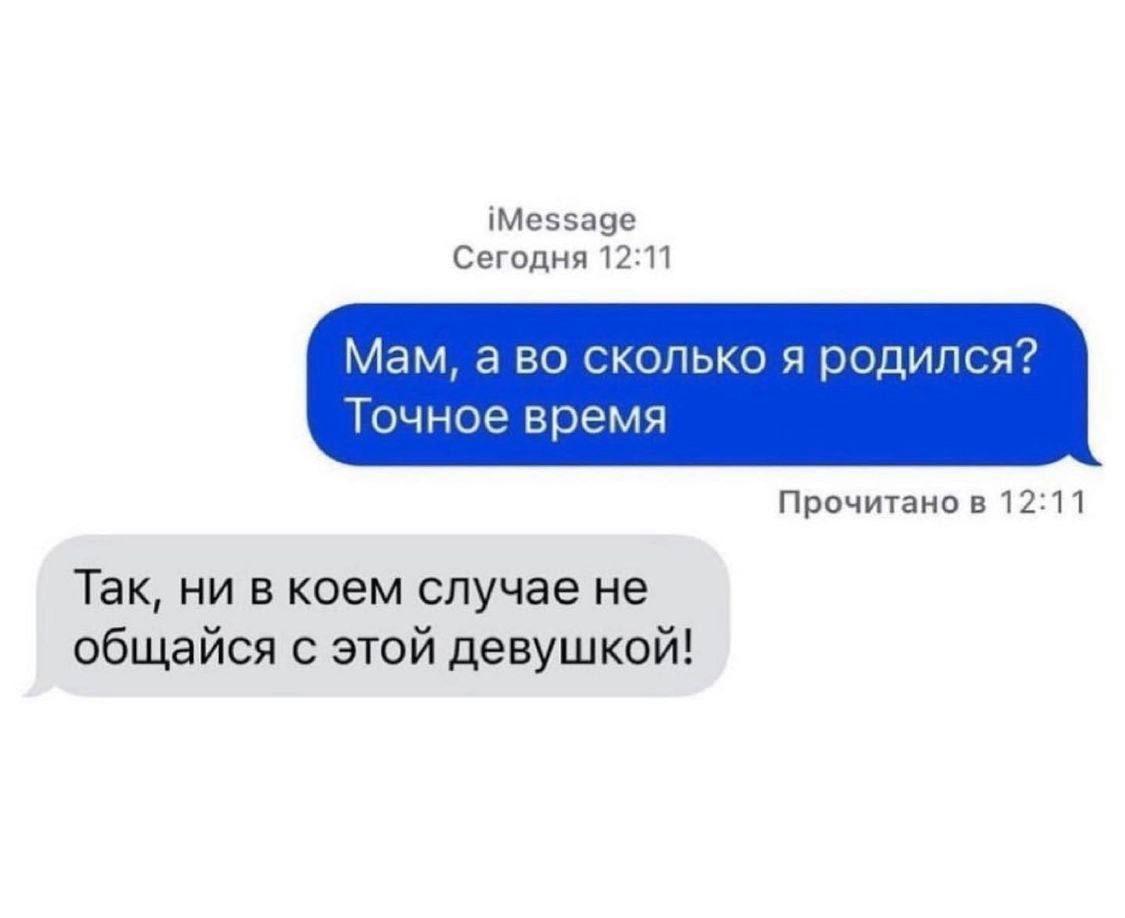 iMessage
Сегодня 12:11
Мам, а во сколько я родился?
Точное время
Прочитано в 12:11
Так, ни в коем случае не
общайся с этой девушкой!